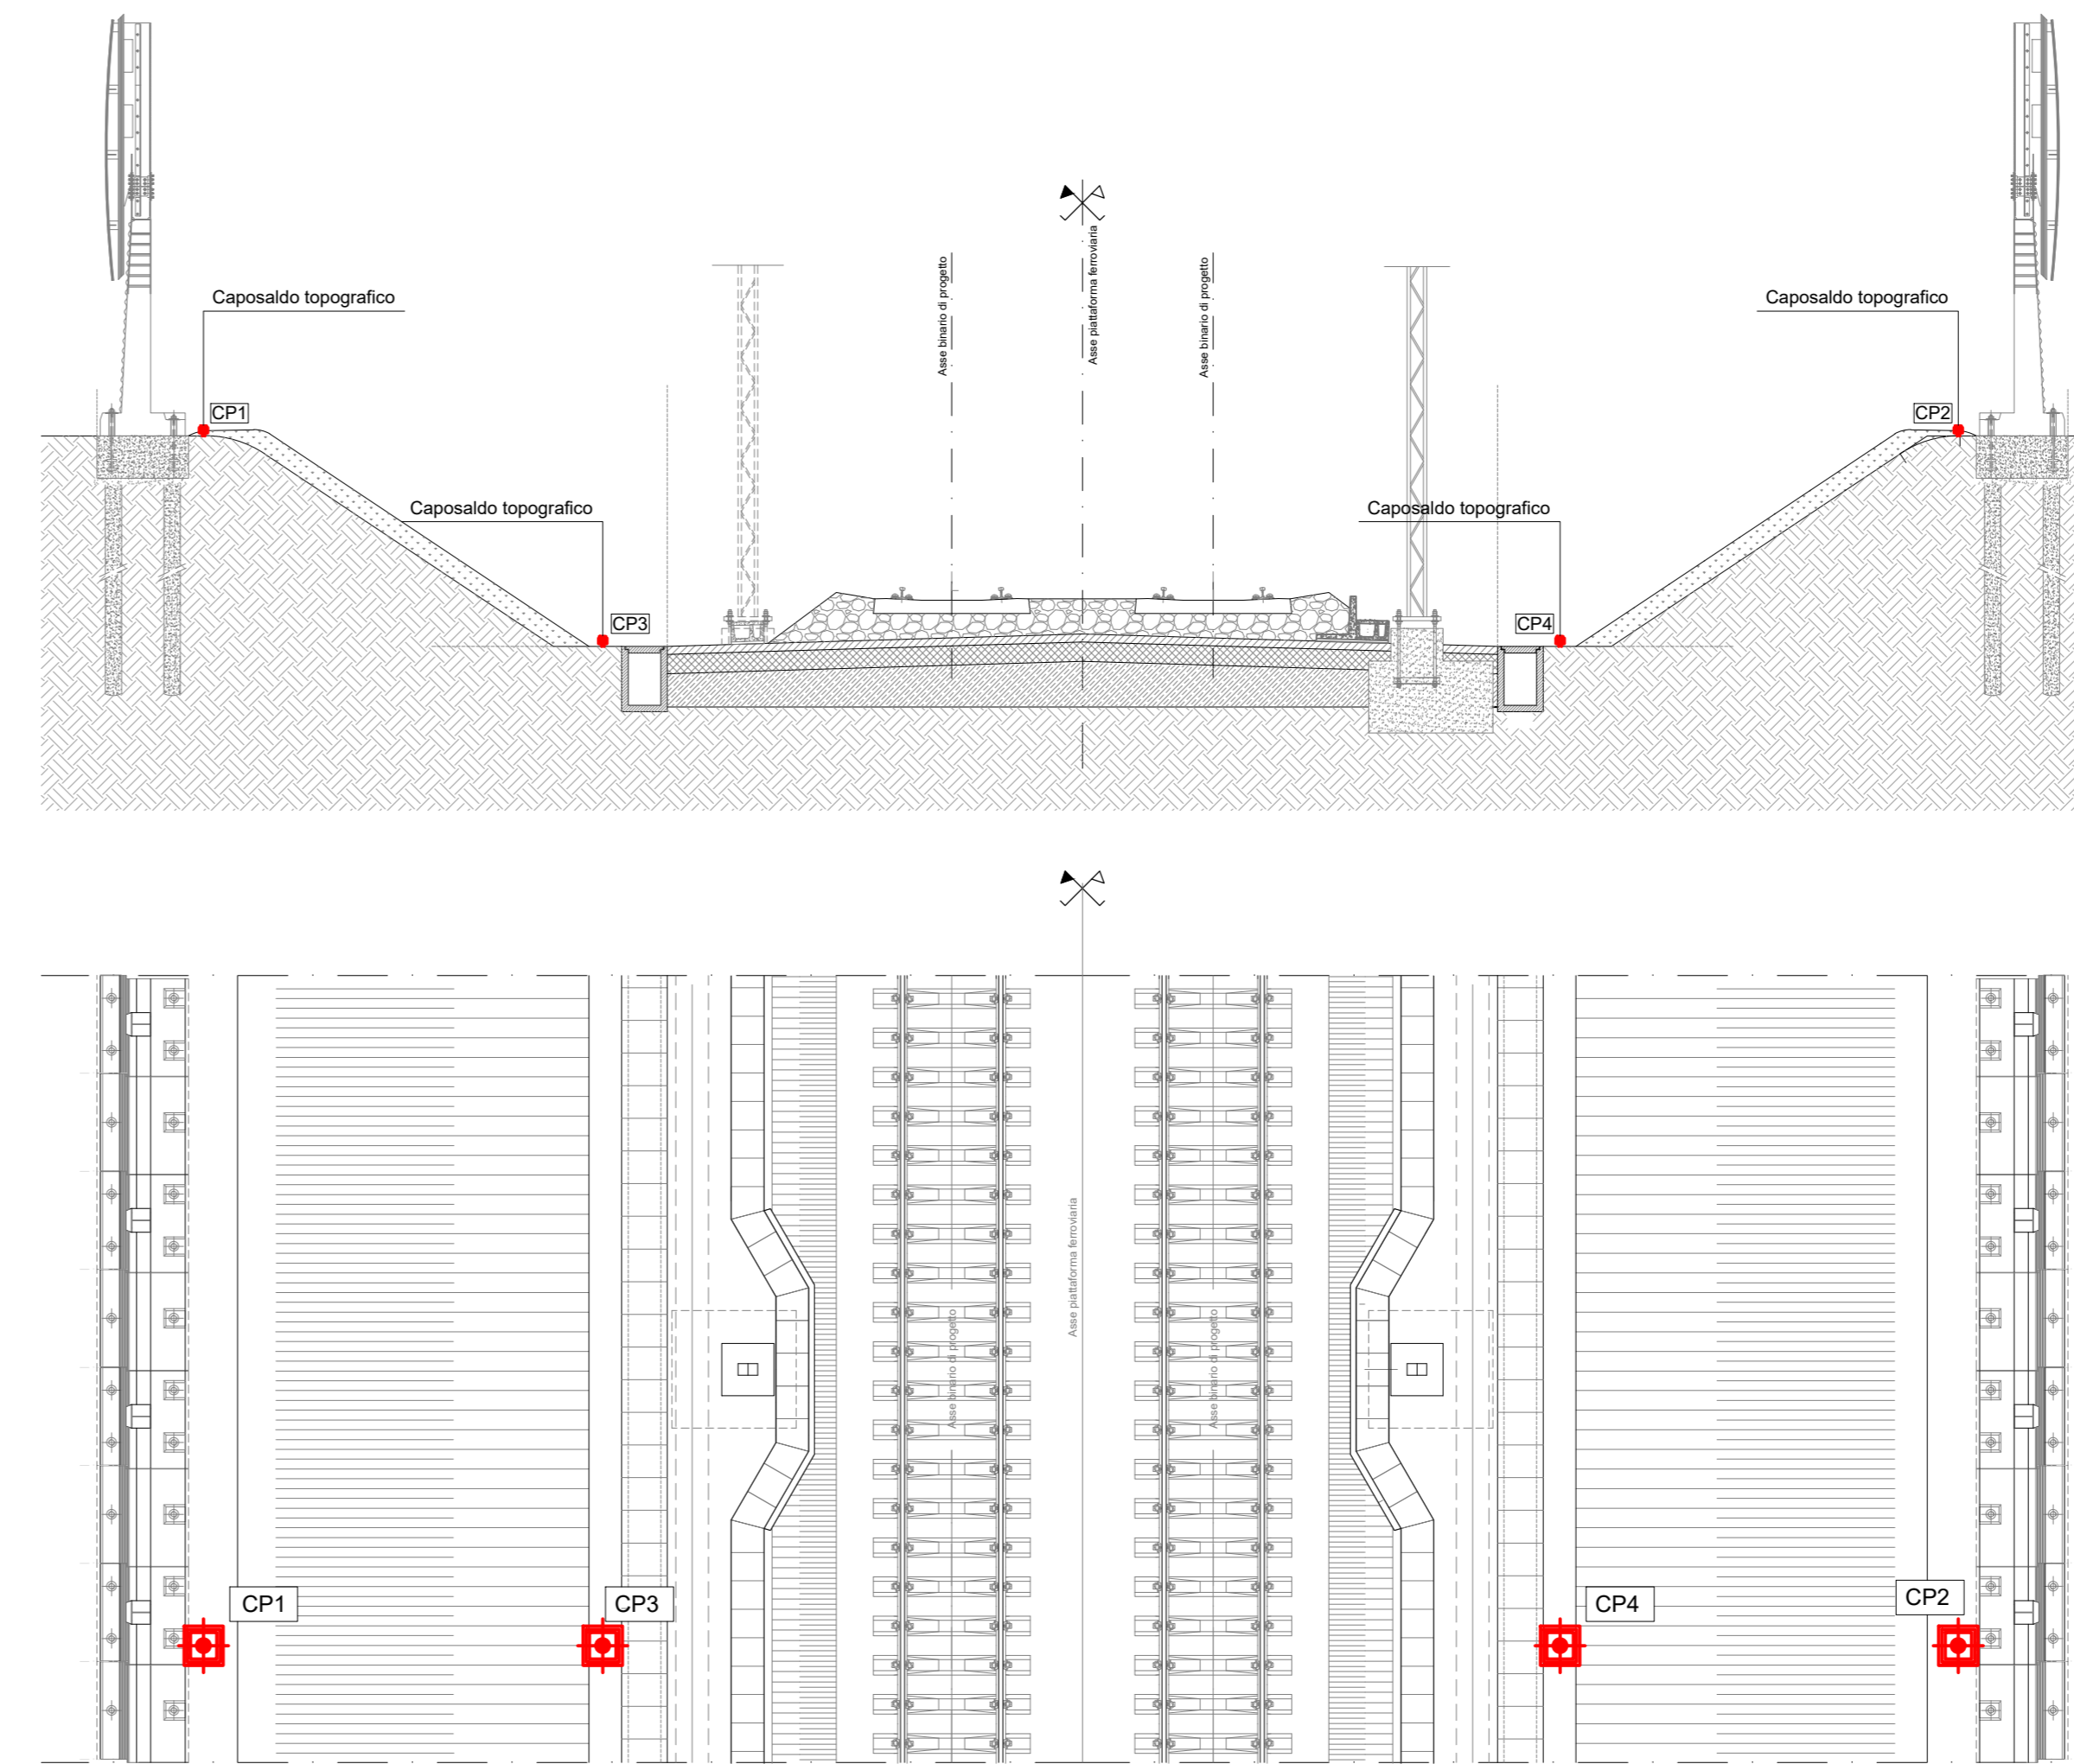 Asse binario di progetto
Asse piattaforma ferroviaria
Asse binario di progetto
Caposaldo topografico
Caposaldo topografico
CP1
CP2
Caposaldo topografico
Caposaldo topografico
CP3
CP4
Asse piattaforma ferroviaria
Asse binario di progetto
Asse binario di progetto
CP1
CP3
CP4
CP2